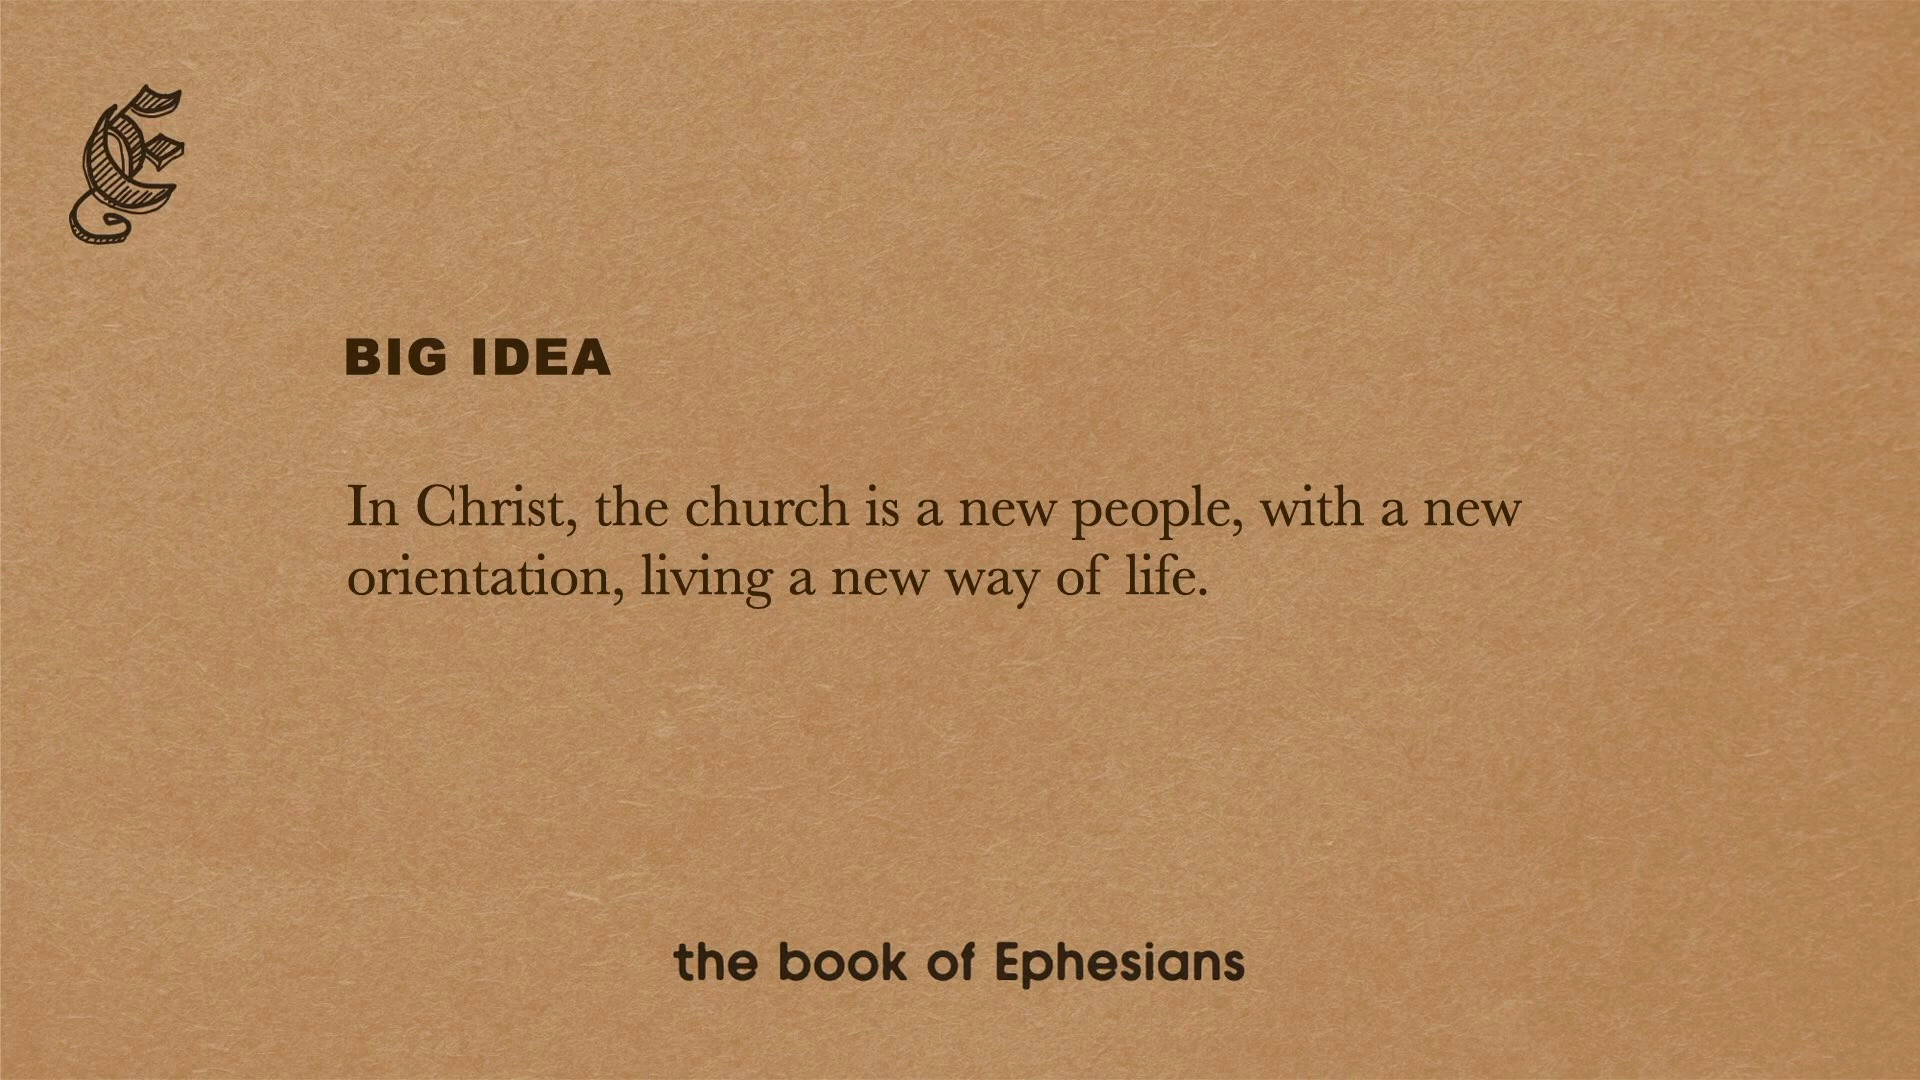 E
BIG IDEA
In Christ, the church is a new people, with a new
orientation, living a new way of life.
the book of Ephesians